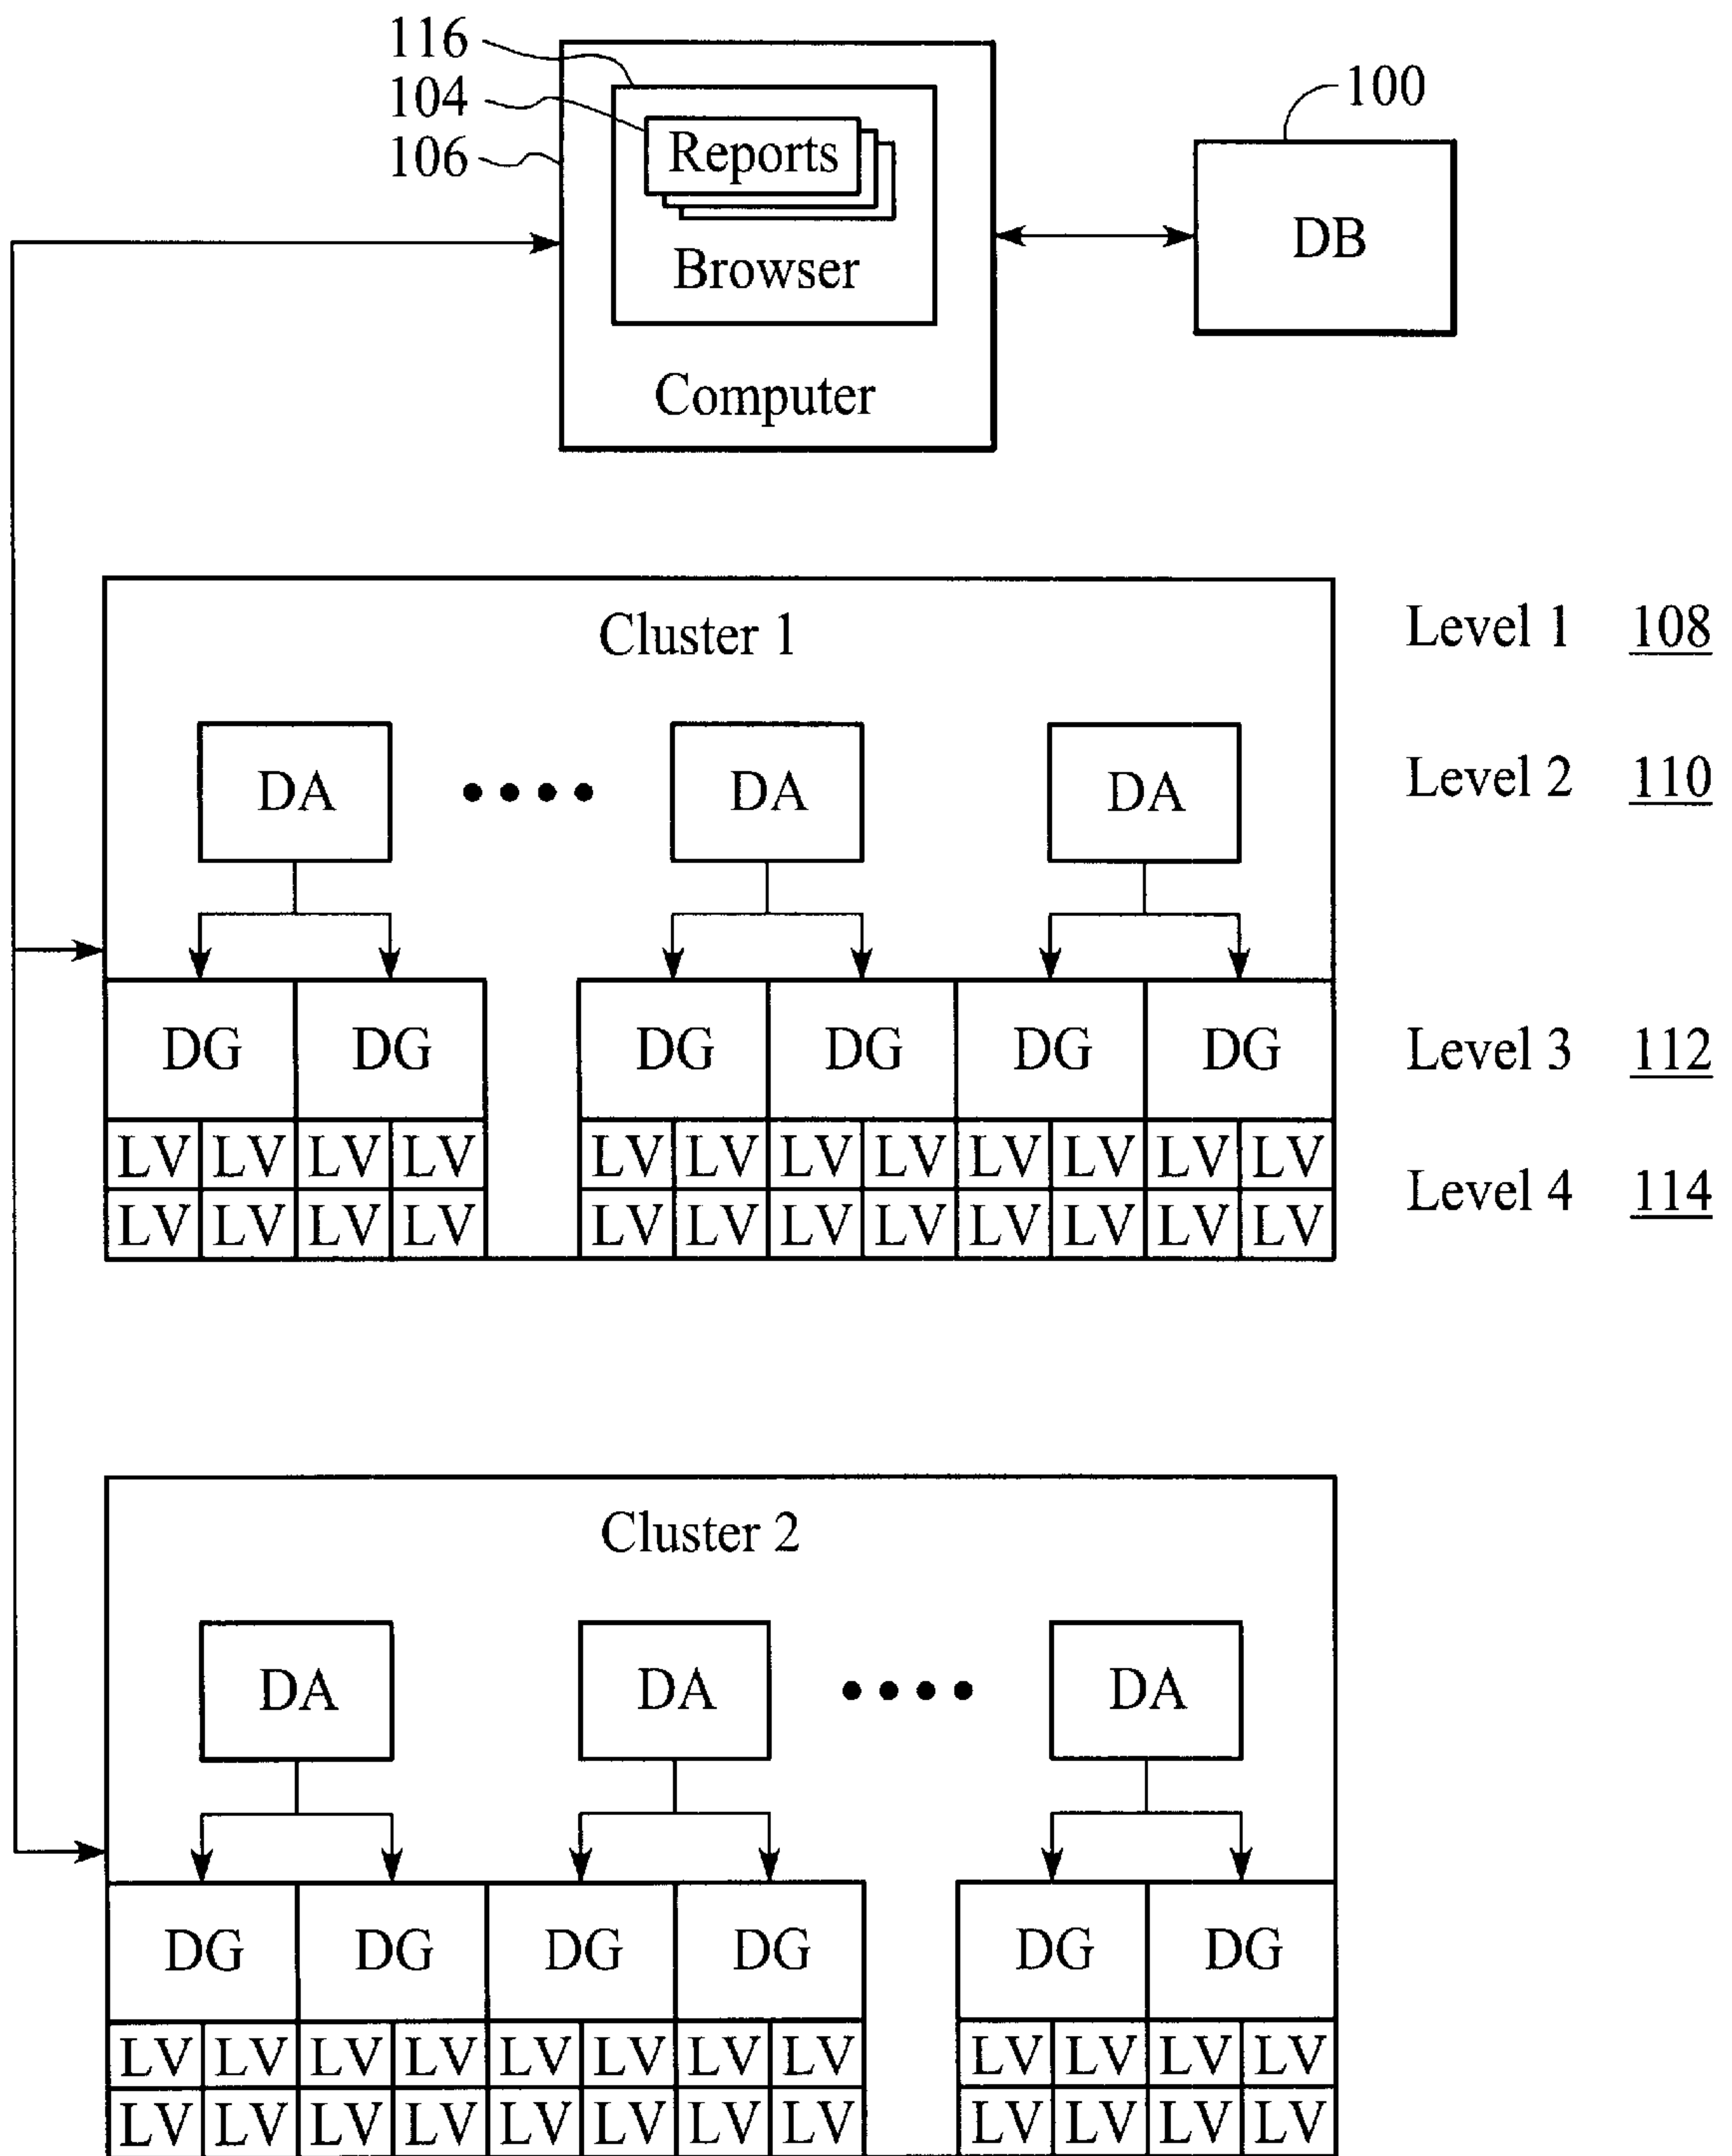 116
104
106
Reports
Browser
Computer
100
DB
Cluster 1
Level 1 108
DA DA DA
Level 2 110
DG DG DG DG DG DG
Level 3 112
LV LV LV LV LV LV LV LV LV LV LV LV
Level 4 114
LV LV LV LV LV LV LV LV LV LV LV LV
Cluster 2
DA DA DA
DG DG DG DG DG DG
LV LV LV LV LV LV LV LV LV LV LV LV
LV LV LV LV LV LV LV LV LV LV LV LV